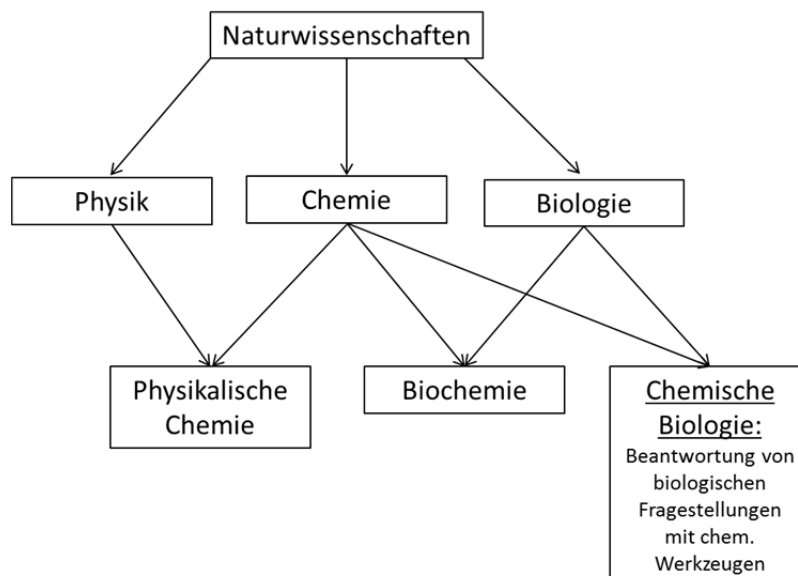 Naturwissenschaften
Physik
Chemie
Biologie
Physikalische
Chemie
Biochemie
Chemische
Biologie:
Beantwortung von
biologischen
Fragestellungen
mit chem.
Werkzeugen